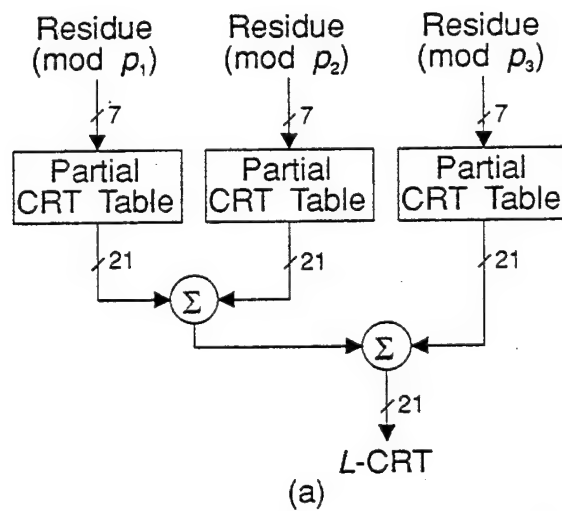 Residue Residue Residue
(mod p₁) (mod p₂) (mod p₃)
7 7 7
Partial Partial Partial
CRT Table CRT Table CRT Table
21 21 21
Σ
Σ
21
L-CRT
(a)